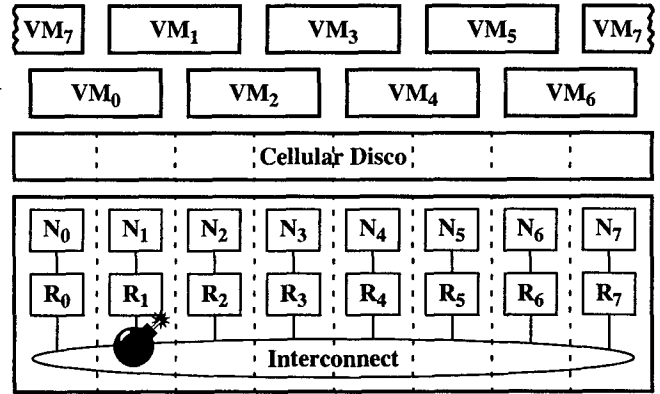 VM7 VM1 VM3 VM5 VM7
VM0 VM2 VM4 VM6
Cellular Disco
N0 N1 N2 N3 N4 N5 N6 N7
R0 R1 R2 R3 R4 R5 R6 R7
Interconnect